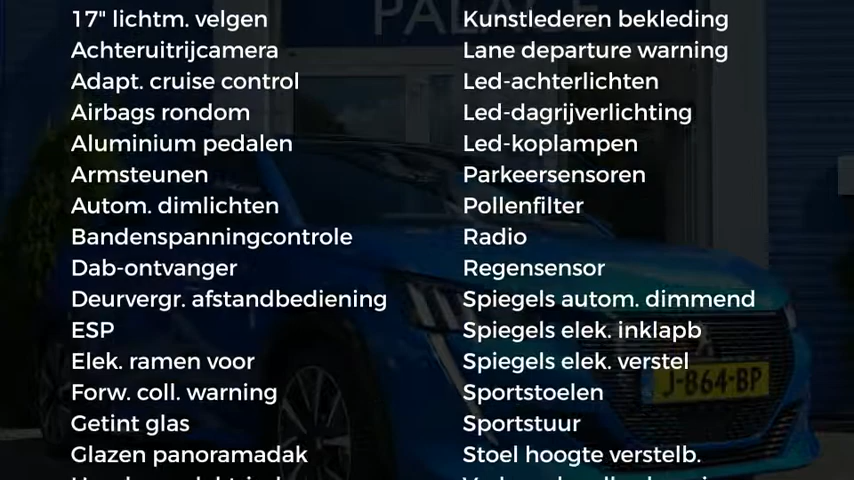 PALACE
17" lichtm. velgen
Achteruitrijcamera
Adapt. cruise control
Airbags rondom
Aluminium pedalen
Armsteunen
Autom. dimlichten
Bandenspanningcontrole
Dab-ontvanger
Deurvergr. afstandbediening
ESP
Elek. ramen voor
Forw. coll. warning
Getint glas
Glazen panoramadak
Kunstlederen bekleding
Lane departure warning
Led-achterlichten
Led-dagrijverlichting
Led-koplampen
Parkeersensoren
Pollenfilter
Radio
Regensensor
Spiegels autom. dimmend
Spiegels elek. inklapb
Spiegels elek. verstel
Sportstoelen
Sportstuur
Stoel hoogte verstelb.
J-864-BP